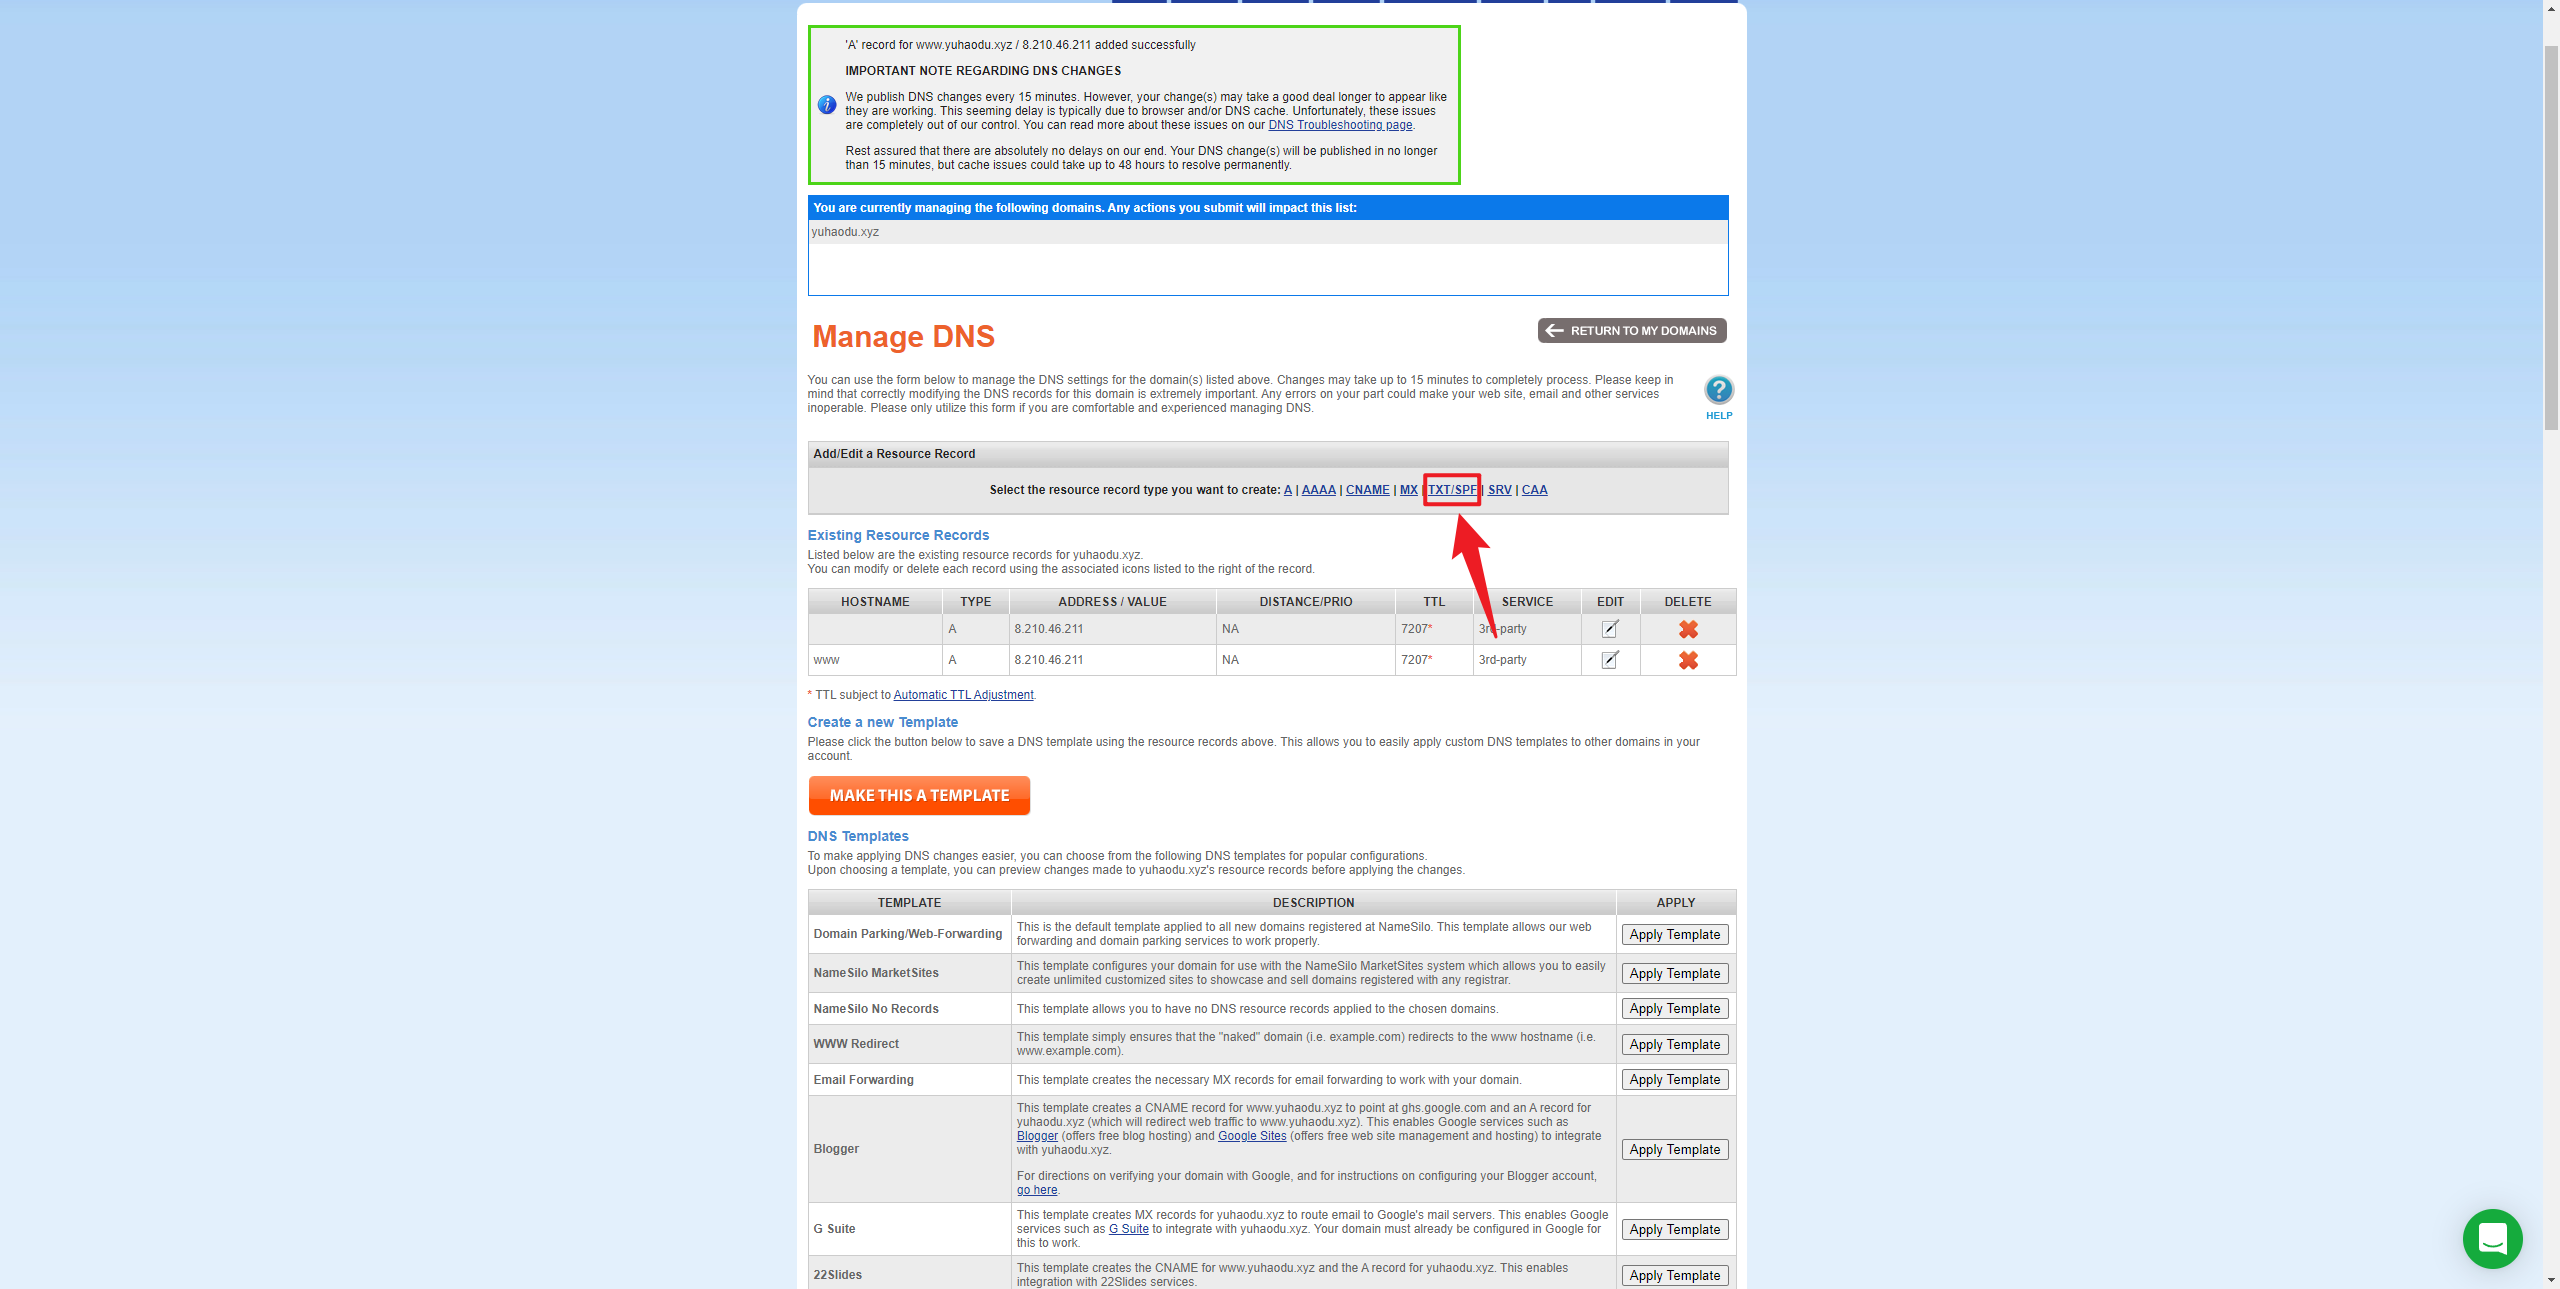 'A' record for www.yuhaodu.xyz / 8.210.46.211 added successfully
IMPORTANT NOTE REGARDING DNS CHANGES
We publish DNS changes every 15 minutes. However, your change(s) may take a good deal longer to appear like
they are working. This seeming delay is typically due to browser and/or DNS cache. Unfortunately, these issues
are completely out of our control. You can read more about these issues on our DNS Troubleshooting page.
Rest assured that there are absolutely no delays on our end. Your DNS change(s) will be published in no longer
than 15 minutes, but cache issues could take up to 48 hours to resolve permanently.
You are currently managing the following domains. Any actions you submit will impact this list:
yuhaodu.xyz
Manage DNS
RETURN TO MY DOMAINS
You can use the form below to manage the DNS settings for the domain(s) listed above. Changes may take up to 15 minutes to completely process. Please keep in
mind that correctly modifying the DNS records for this domain is extremely important. Any errors on your part could make your web site, email and other services
inoperable. Please only utilize this form if you are comfortable and experienced managing DNS.
HELP
Add/Edit a Resource Record
Select the resource record type you want to create: A | AAAA | CNAME | MX | TXT/SPF | SRV | CAA
Existing Resource Records
Listed below are the existing resource records for yuhaodu.xyz.
You can modify or delete each record using the associated icons listed to the right of the record.
HOSTNAME TYPE ADDRESS / VALUE DISTANCE/PRIO TTL SERVICE EDIT DELETE
A 8.210.46.211 NA 7207* 3rd-party
www A 8.210.46.211 NA 7207* 3rd-party
* TTL subject to Automatic TTL Adjustment.
Create a new Template
Please click the button below to save a DNS template using the resource records above. This allows you to easily apply custom DNS templates to other domains in your
account.
MAKE THIS A TEMPLATE
DNS Templates
To make applying DNS changes easier, you can choose from the following DNS templates for popular configurations.
Upon choosing a template, you can preview changes made to yuhaodu.xyz's resource records before applying the changes.
TEMPLATE DESCRIPTION APPLY
Domain Parking/Web-Forwarding This is the default template applied to all new domains registered at NameSilo. This template allows our web
forwarding and domain parking services to work properly. Apply Template
NameSilo MarketSites This template configures your domain for use with the NameSilo MarketSites system which allows you to easily
create unlimited customized sites to showcase and sell domains registered with any registrar. Apply Template
NameSilo No Records This template allows you to have no DNS resource records applied to the chosen domains. Apply Template
WWW Redirect This template simply ensures that the "naked" domain (i.e. example.com) redirects to the www hostname (i.e.
www.example.com). Apply Template
Email Forwarding This template creates the necessary MX records for email forwarding to work with your domain. Apply Template
Blogger This template creates a CNAME record for www.yuhaodu.xyz to point at ghs.google.com and an A record for
yuhaodu.xyz (which will redirect web traffic to www.yuhaodu.xyz). This enables Google services such as
Blogger (offers free blog hosting) and Google Sites (offers free web site management and hosting) to integrate
with yuhaodu.xyz.
For directions on verifying your domain with Google, and for instructions on configuring your Blogger account,
go here. Apply Template
G Suite This template creates MX records for yuhaodu.xyz to route email to Google's mail servers. This enables Google
services such as G Suite to integrate with yuhaodu.xyz. Your domain must already be configured in Google for
this to work. Apply Template
22Slides This template creates the CNAME for www.yuhaodu.xyz and the A record for yuhaodu.xyz. This enables
integration with 22Slides services. Apply Template